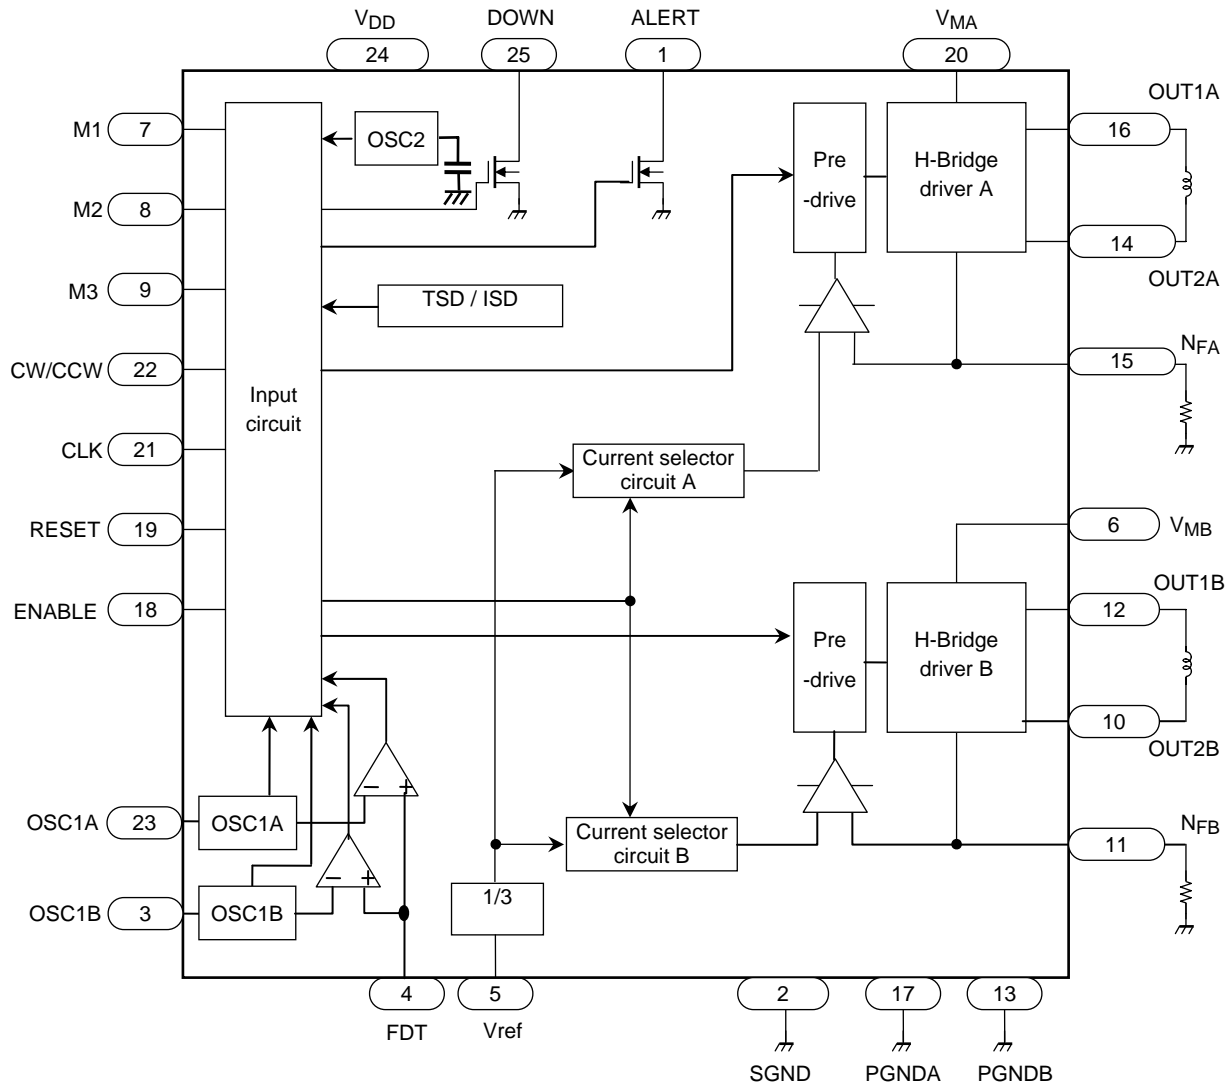 VDD
DOWN
ALERT
VMA
24
25
1
20
OUT1A
M1
7
OSC2
Pre
-drive
H-Bridge
driver A
16
M2
8
14
OUT2A
M3
9
TSD / ISD
NFA
CW/CCW
22
15
Input
circuit
CLK
21
Current selector
circuit A
RESET
19
6
VMB
OUT1B
ENABLE
18
12
Pre
-drive
H-Bridge
driver B
10
OUT2B
− +
OSC1A
23
OSC1A
Current selector
circuit B
NFB
11
− +
1/3
OSC1B
3
OSC1B
4
5
2
17
13
FDT
Vref
SGND
PGNDA
PGNDB